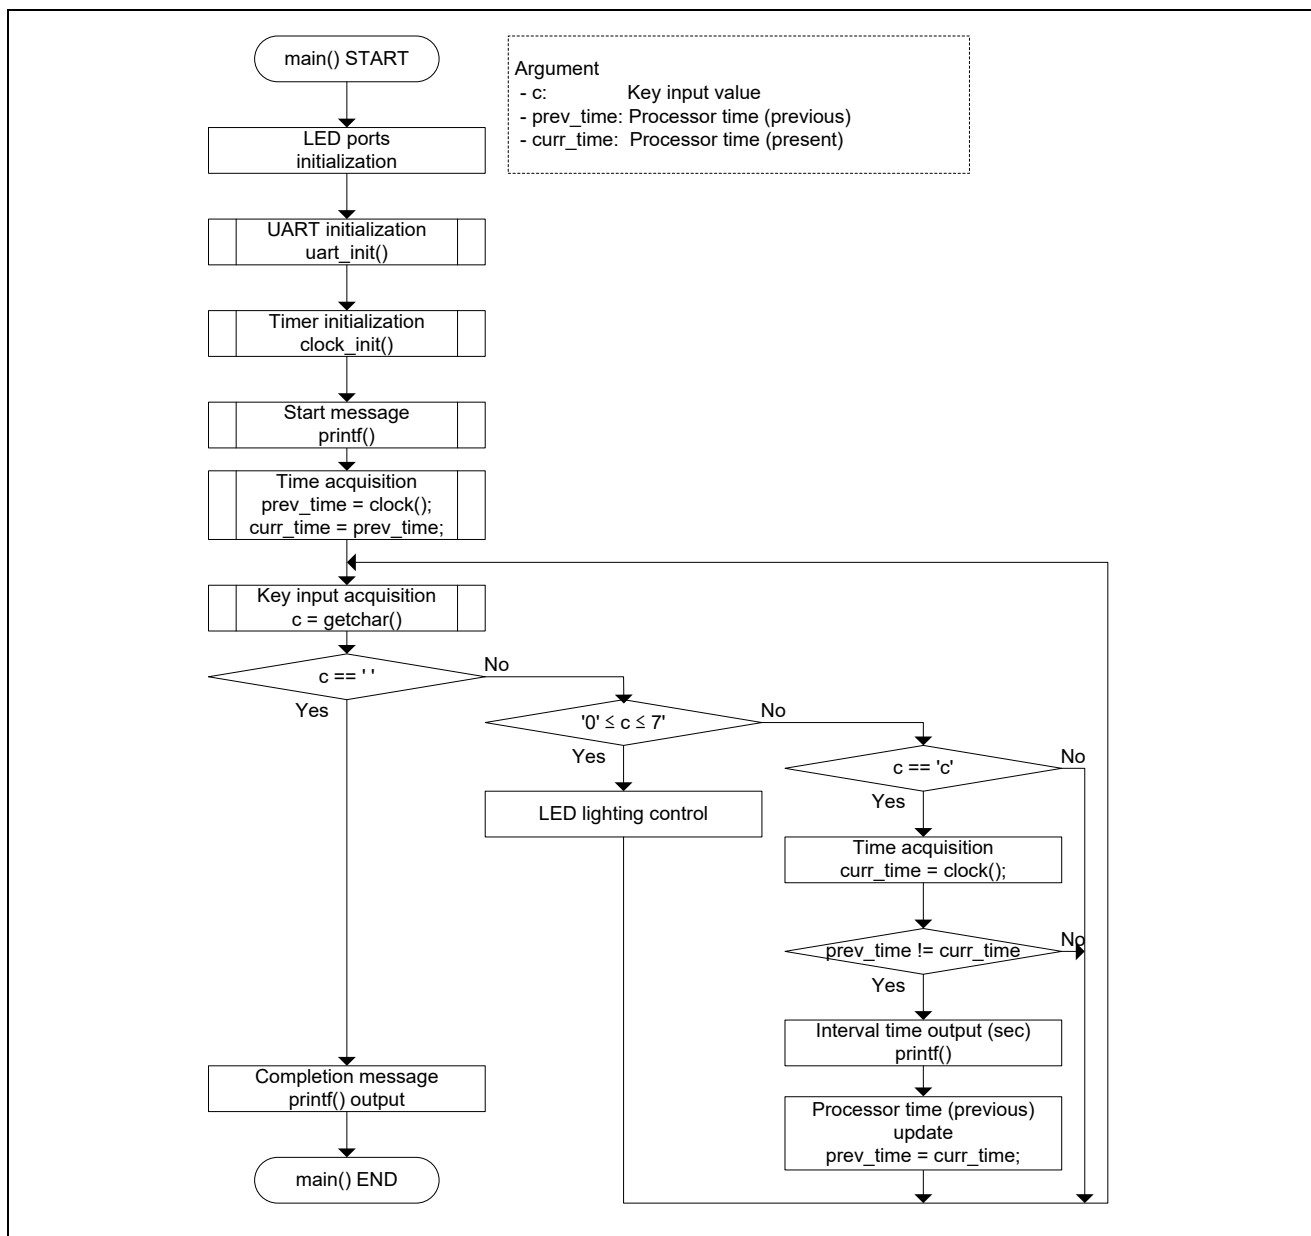 main() START
Argument
- c: Key input value
- prev_time: Processor time (previous)
- curr_time: Processor time (present)
LED ports
initialization
UART initialization
uart_init()
Timer initialization
clock_init()
Start message
printf()
Time acquisition
prev_time = clock();
curr_time = prev_time;
Key input acquisition
c = getchar()
c == ' '
No
Yes
'0' ≤ c ≤ 7'
No
Yes
c == 'c'
No
Yes
LED lighting control
Time acquisition
curr_time = clock();
prev_time != curr_time
No
Yes
Interval time output (sec)
printf()
Completion message
printf() output
Processor time (previous)
update
prev_time = curr_time;
main() END